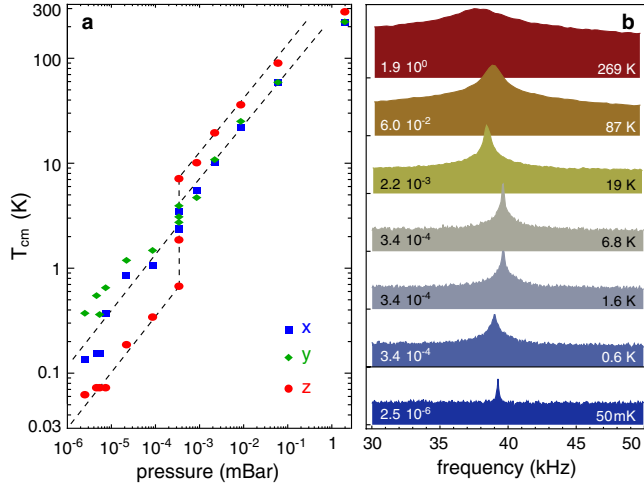 a
300
100
10
1
0.1
0.03
T_cm (K)
10^-6
10^-5
10^-4
10^-3
10^-2
10^-1
1
pressure (mBar)
x
y
z
b
1.9 10^0 269 K
6.0 10^-2 87 K
2.2 10^-3 19 K
3.4 10^-4 6.8 K
3.4 10^-4 1.6 K
3.4 10^-4 0.6 K
2.5 10^-6 50mK
30 35 40 45 50
frequency (kHz)